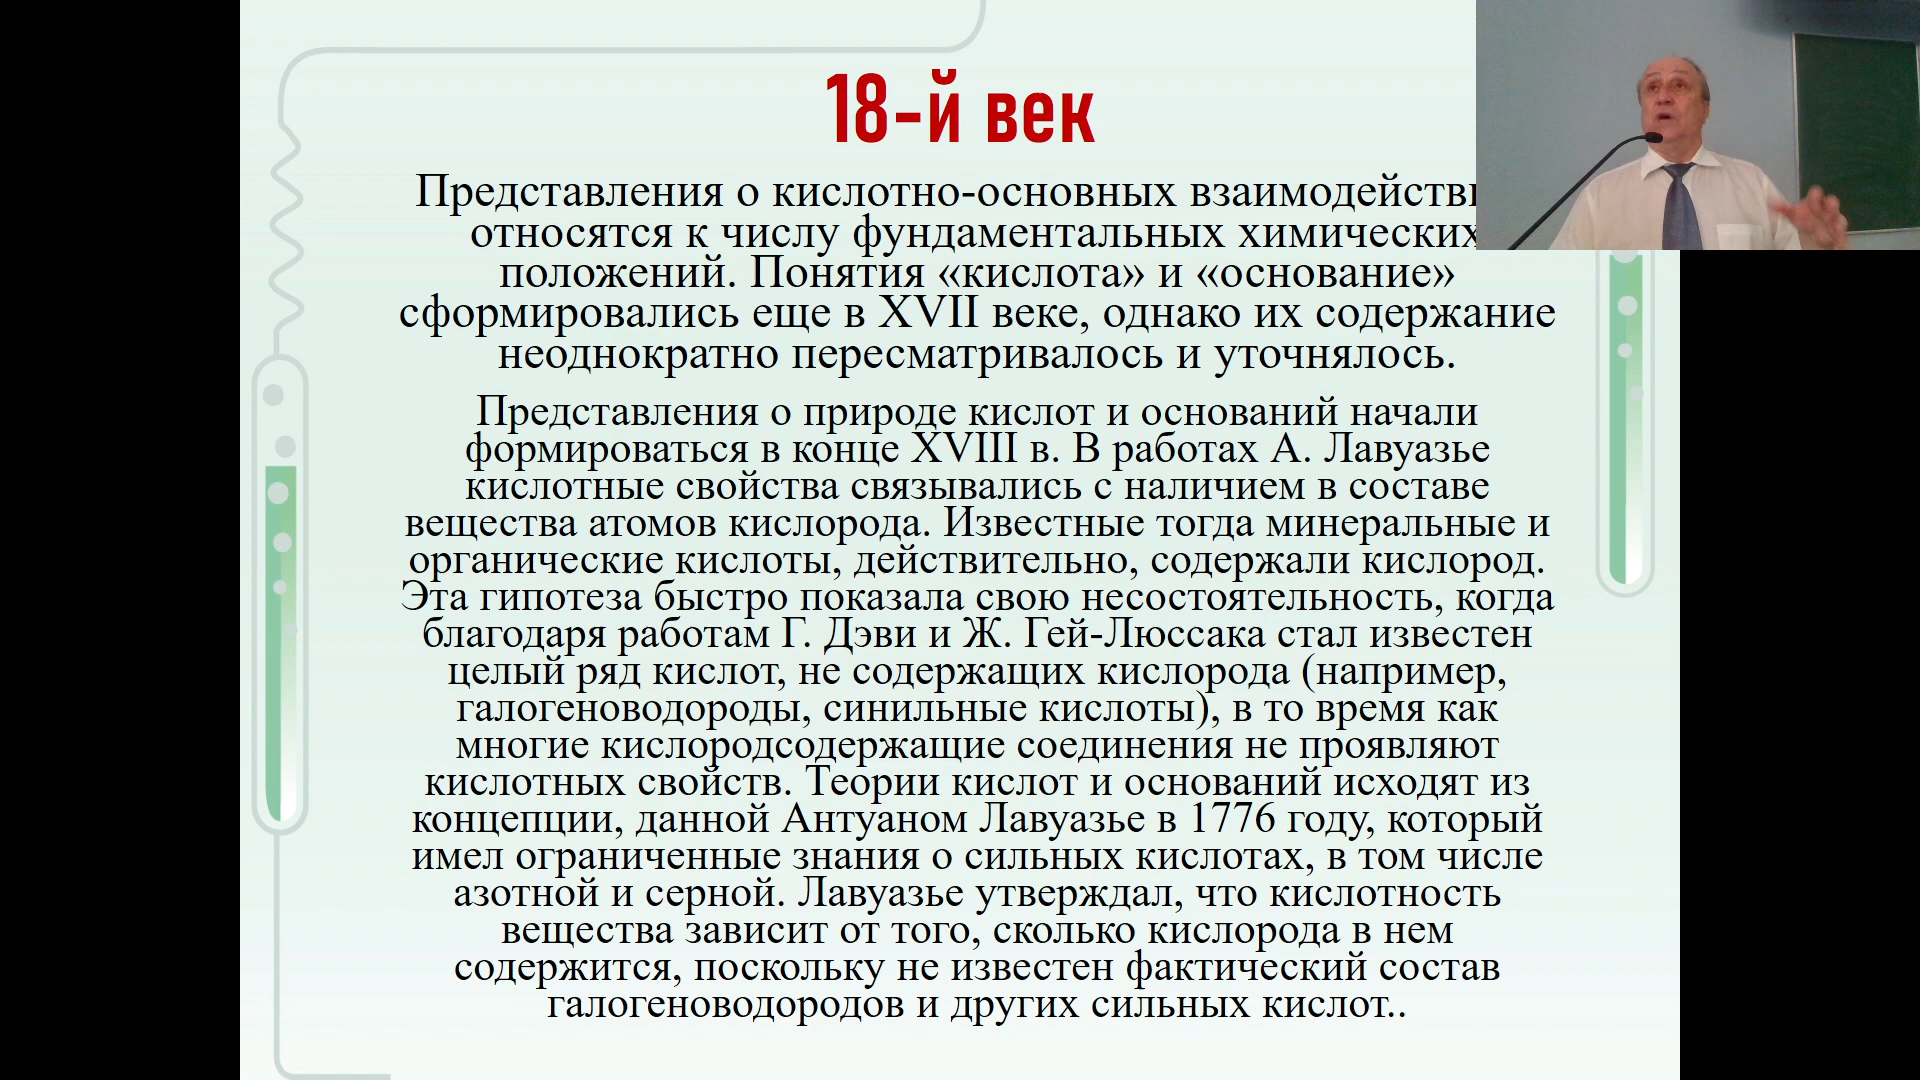 18-й век
Представления о кислотно-основных
относятся к числу фундаментальных химических
положений. Понятия «кислота» и «основание»
сформировались еще в XVII веке, однако их содержание
неоднократно пересматривалось и уточнялось.
Представления о природе кислот и оснований начали
формироваться в конце XVIII в. В работах А. Лавуазье
кислотные свойства связывались с наличием в составе
вещества атомов кислорода. Известные тогда минеральные и
органические кислоты, действительно, содержали кислород.
Эта гипотеза быстро показала свою несостоятельность, когда
благодаря работам Г. Дэви и Ж. Гей-Люссака стал известен
целый ряд кислот, не содержащих кислорода (например,
галогеноводороды, синильные кислоты), в то время как
многие кислородсодержащие соединения не проявляют
кислотных свойств. Теории кислот и оснований исходят из
концепции, данной Антуаном Лавуазье в 1776 году, который
имел ограниченные знания о сильных кислотах, в том числе
азотной и серной. Лавуазье утверждал, что кислотность
вещества зависит от того, сколько кислорода в нем
содержится, поскольку не известен фактический состав
галогеноводородов и других сильных кислот..